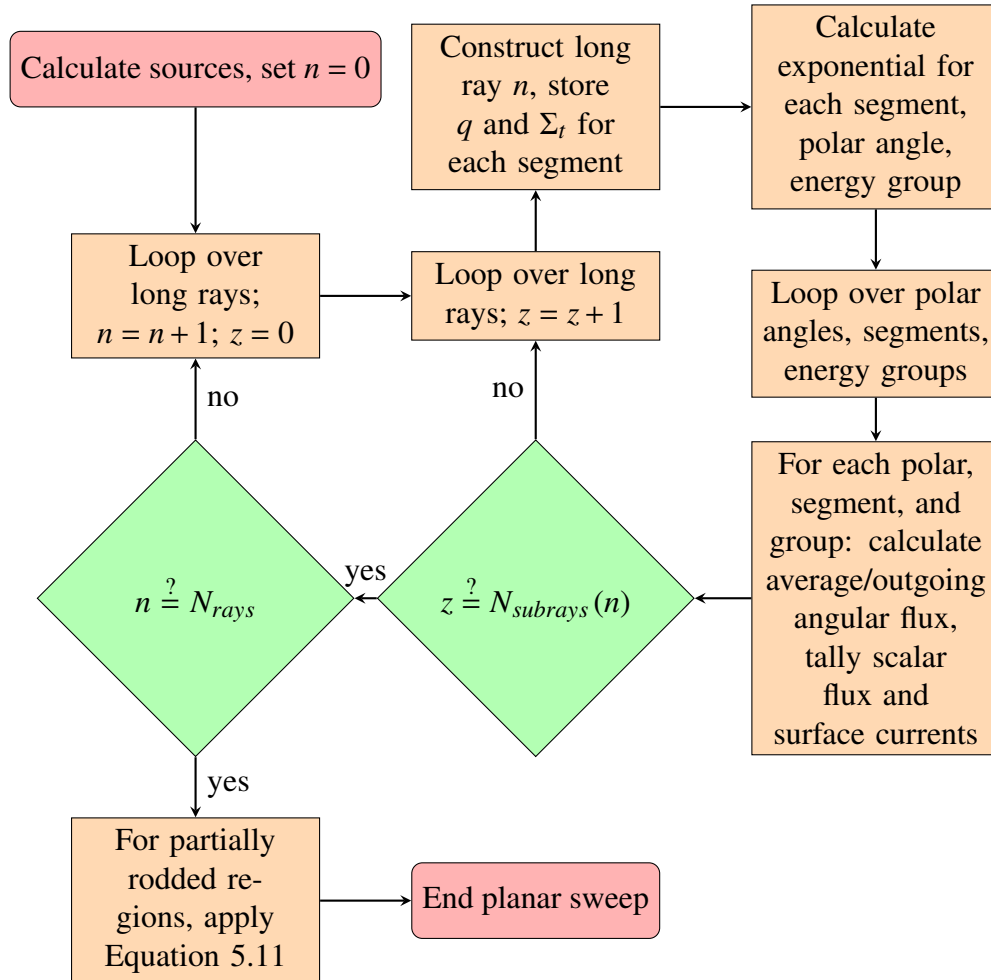 Calculate sources, set n = 0
Construct long
ray n, store
q and Σt for
each segment
Calculate
exponential for
each segment,
polar angle,
energy group
Loop over
long rays;
n = n + 1; z = 0
Loop over long
rays; z = z + 1
Loop over polar
angles, segments,
energy groups
no
no
For each polar,
segment, and
group: calculate
average/outgoing
angular flux,
tally scalar
flux and
surface currents
n ?= Nrays
yes
z ?= Nsubrays(n)
yes
For partially
rodded re-
gions, apply
Equation 5.11
End planar sweep